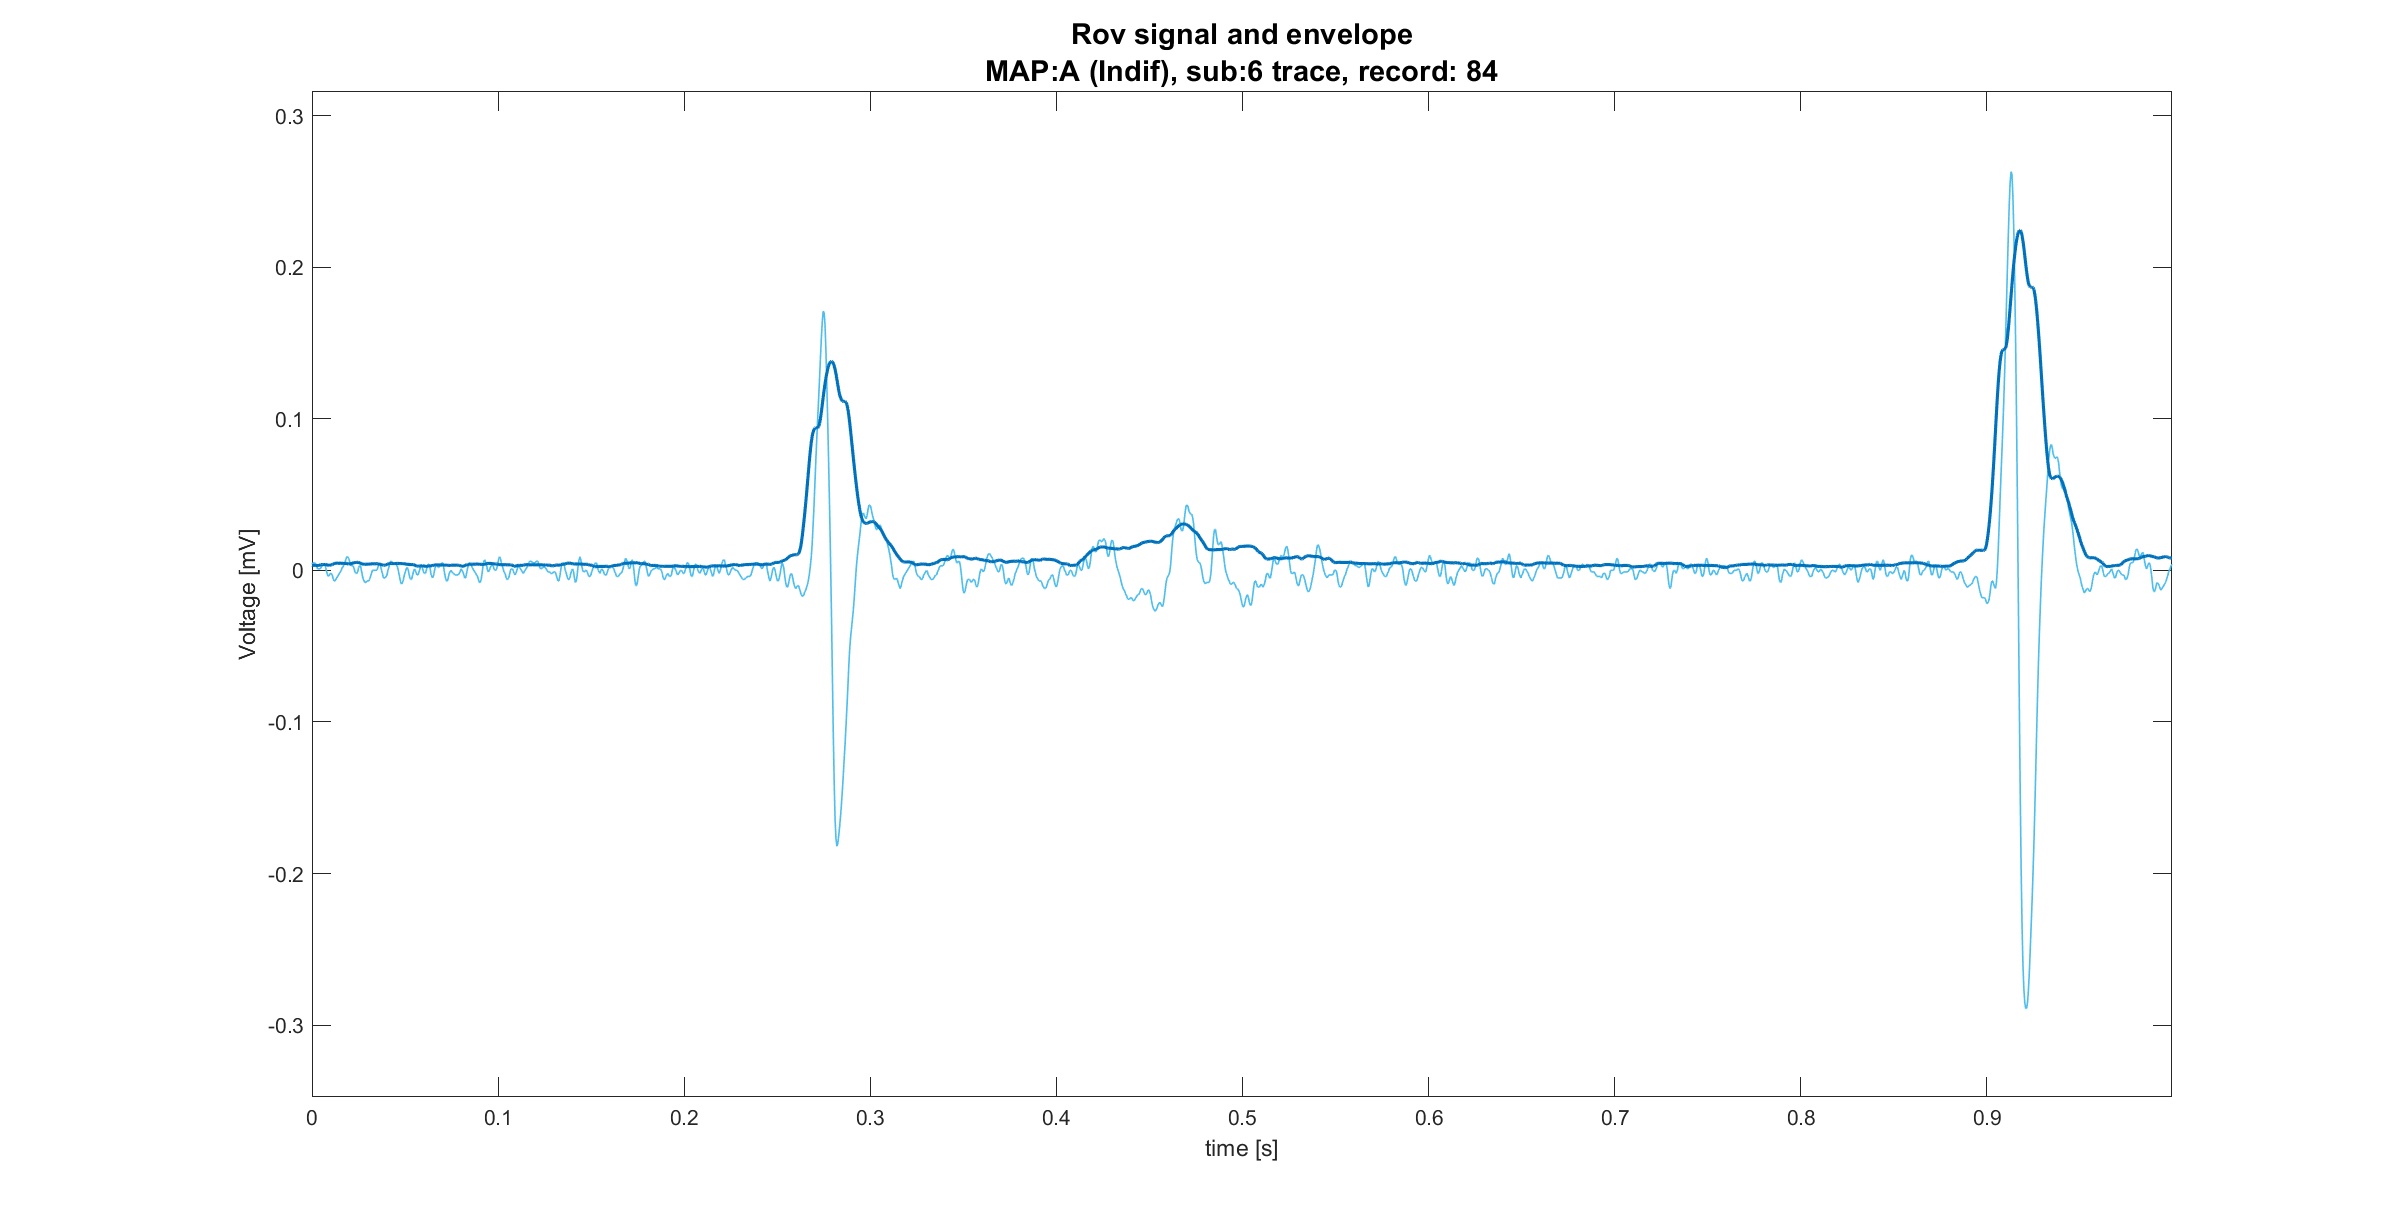 Rov signal and envelope
MAP:A (Indif), sub:6 trace, record: 84
0.3
0.2
0.1
0
-0.1
-0.2
-0.3
Voltage [mV]
0 0.1 0.2 0.3 0.4 0.5 0.6 0.7 0.8 0.9
time [s]